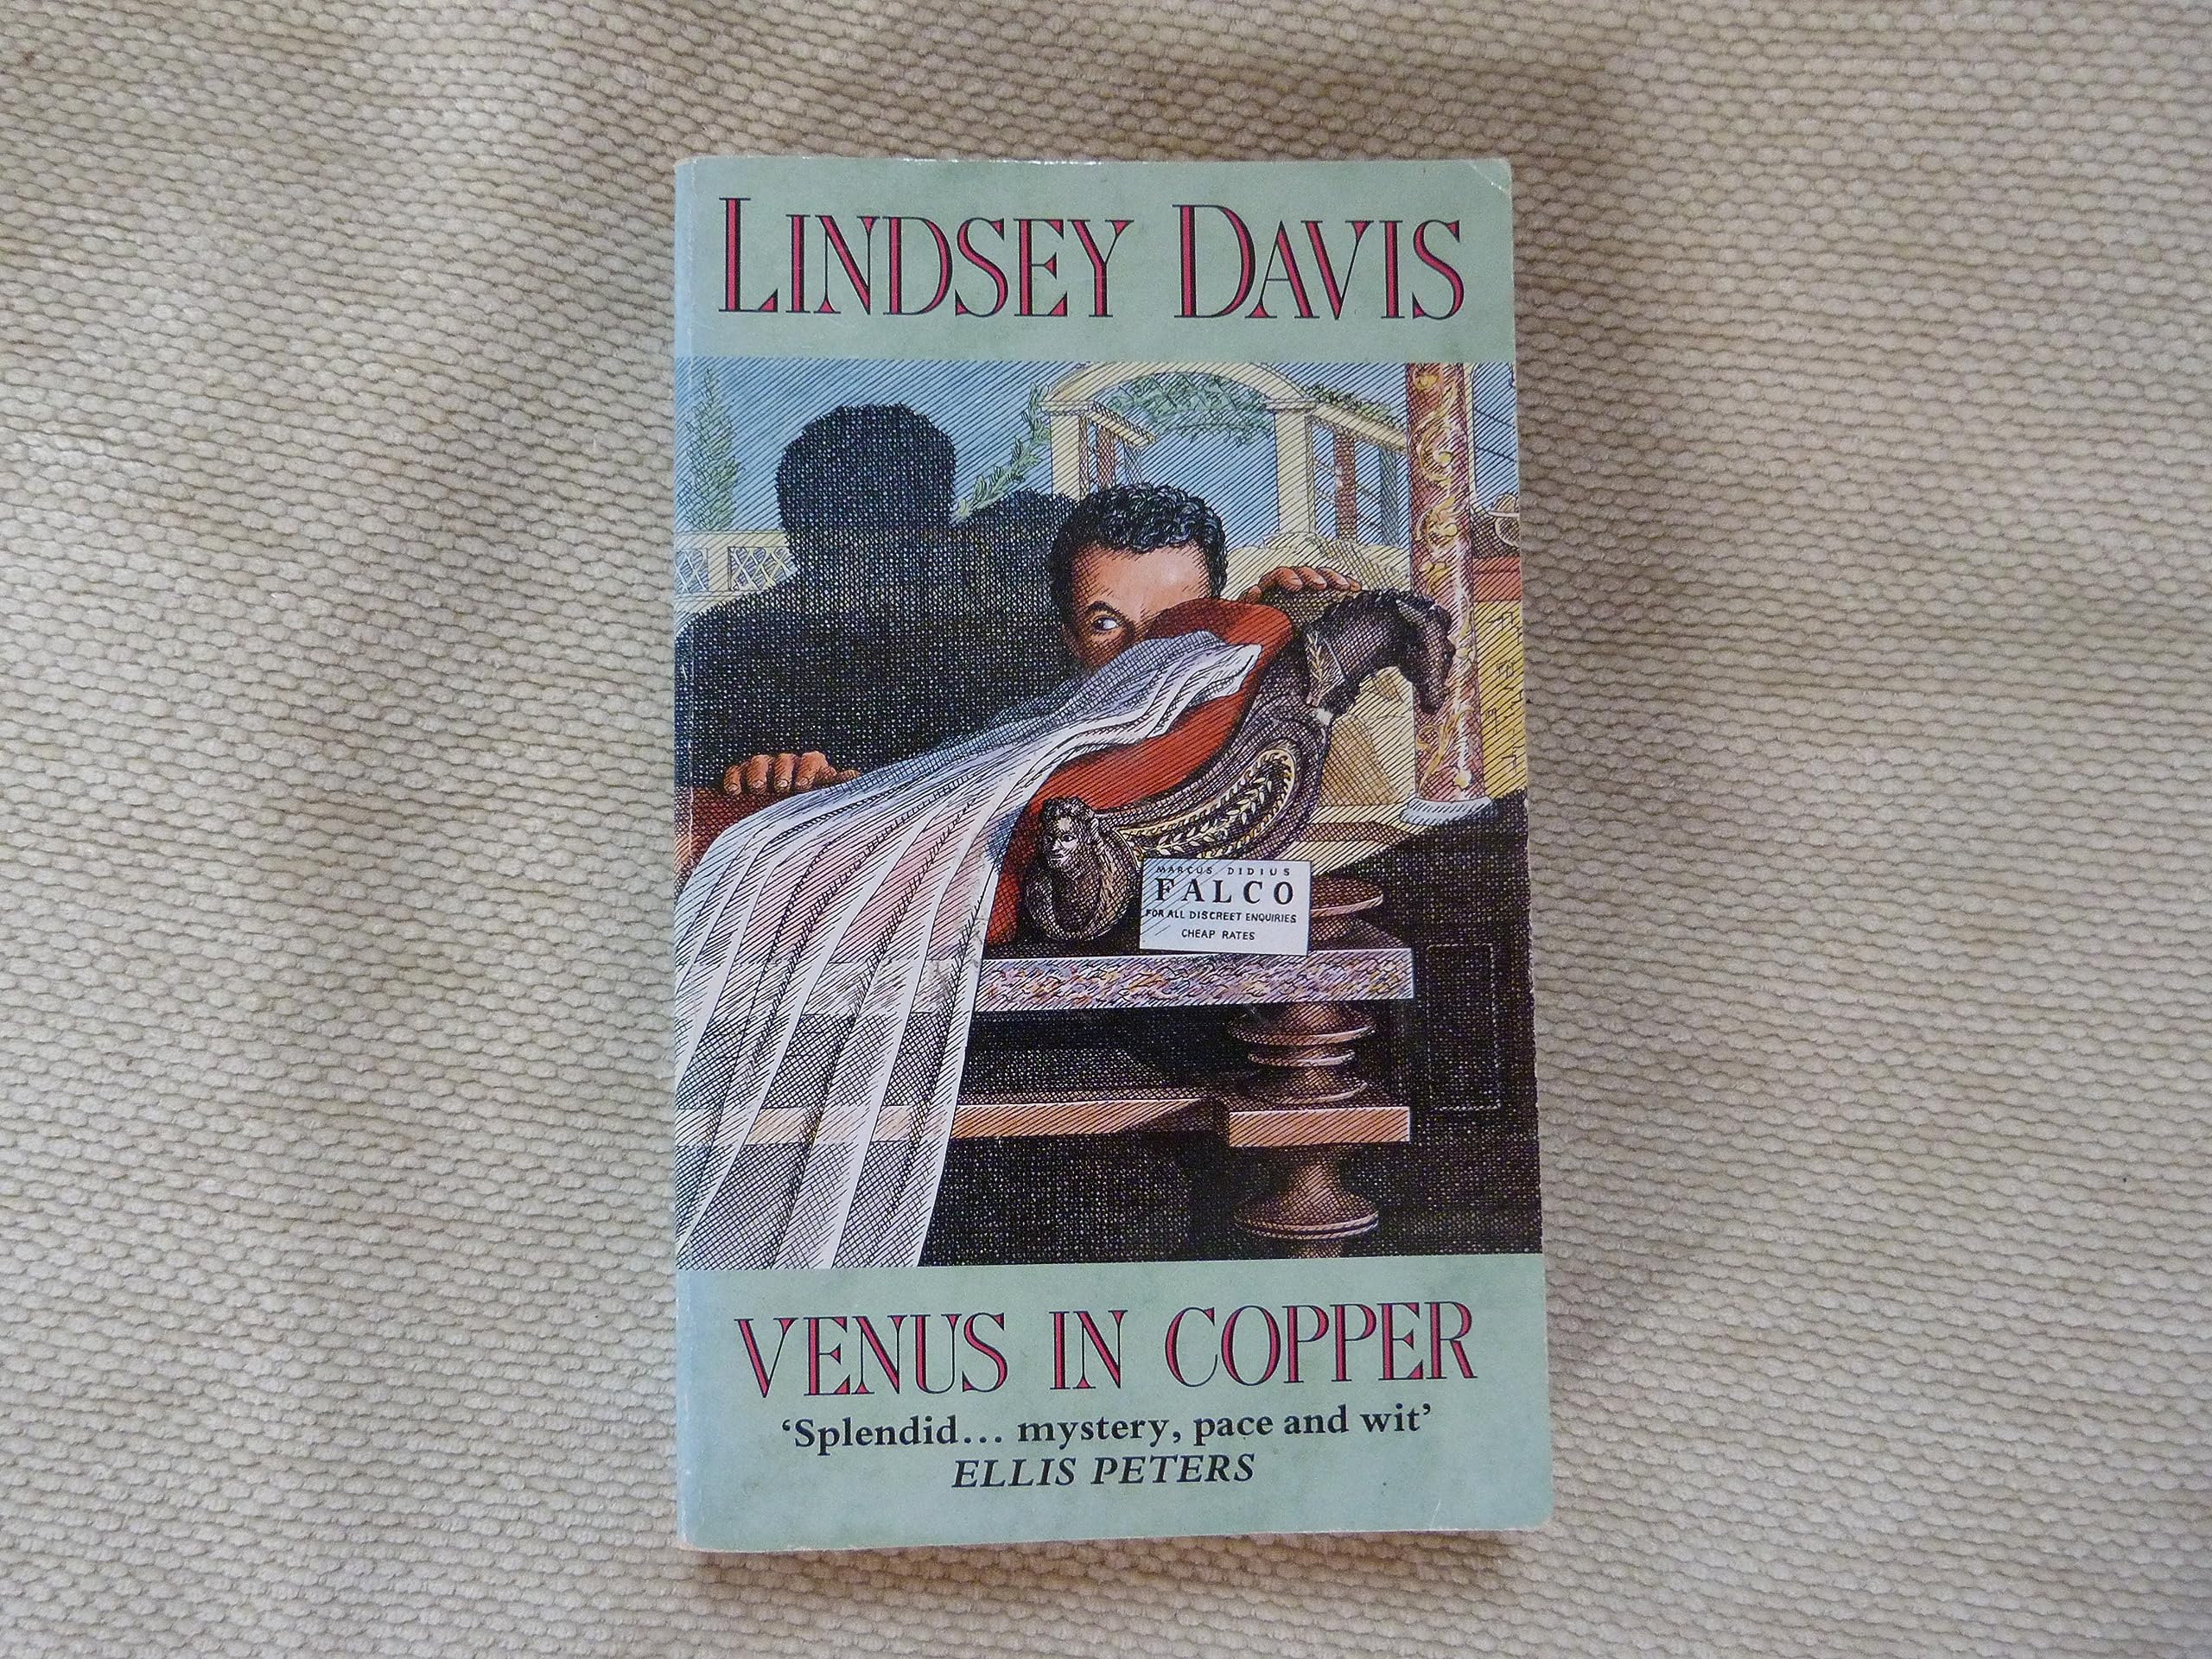 LINDSEY DAVIS
MARCUS DIDIUS
FALCO
FOR ALL DISCREET ENQUIRIES
CHEAP RATES
VENUS IN COPPER
‘Splendid... mystery, pace and wit’
ELLIS PETERS